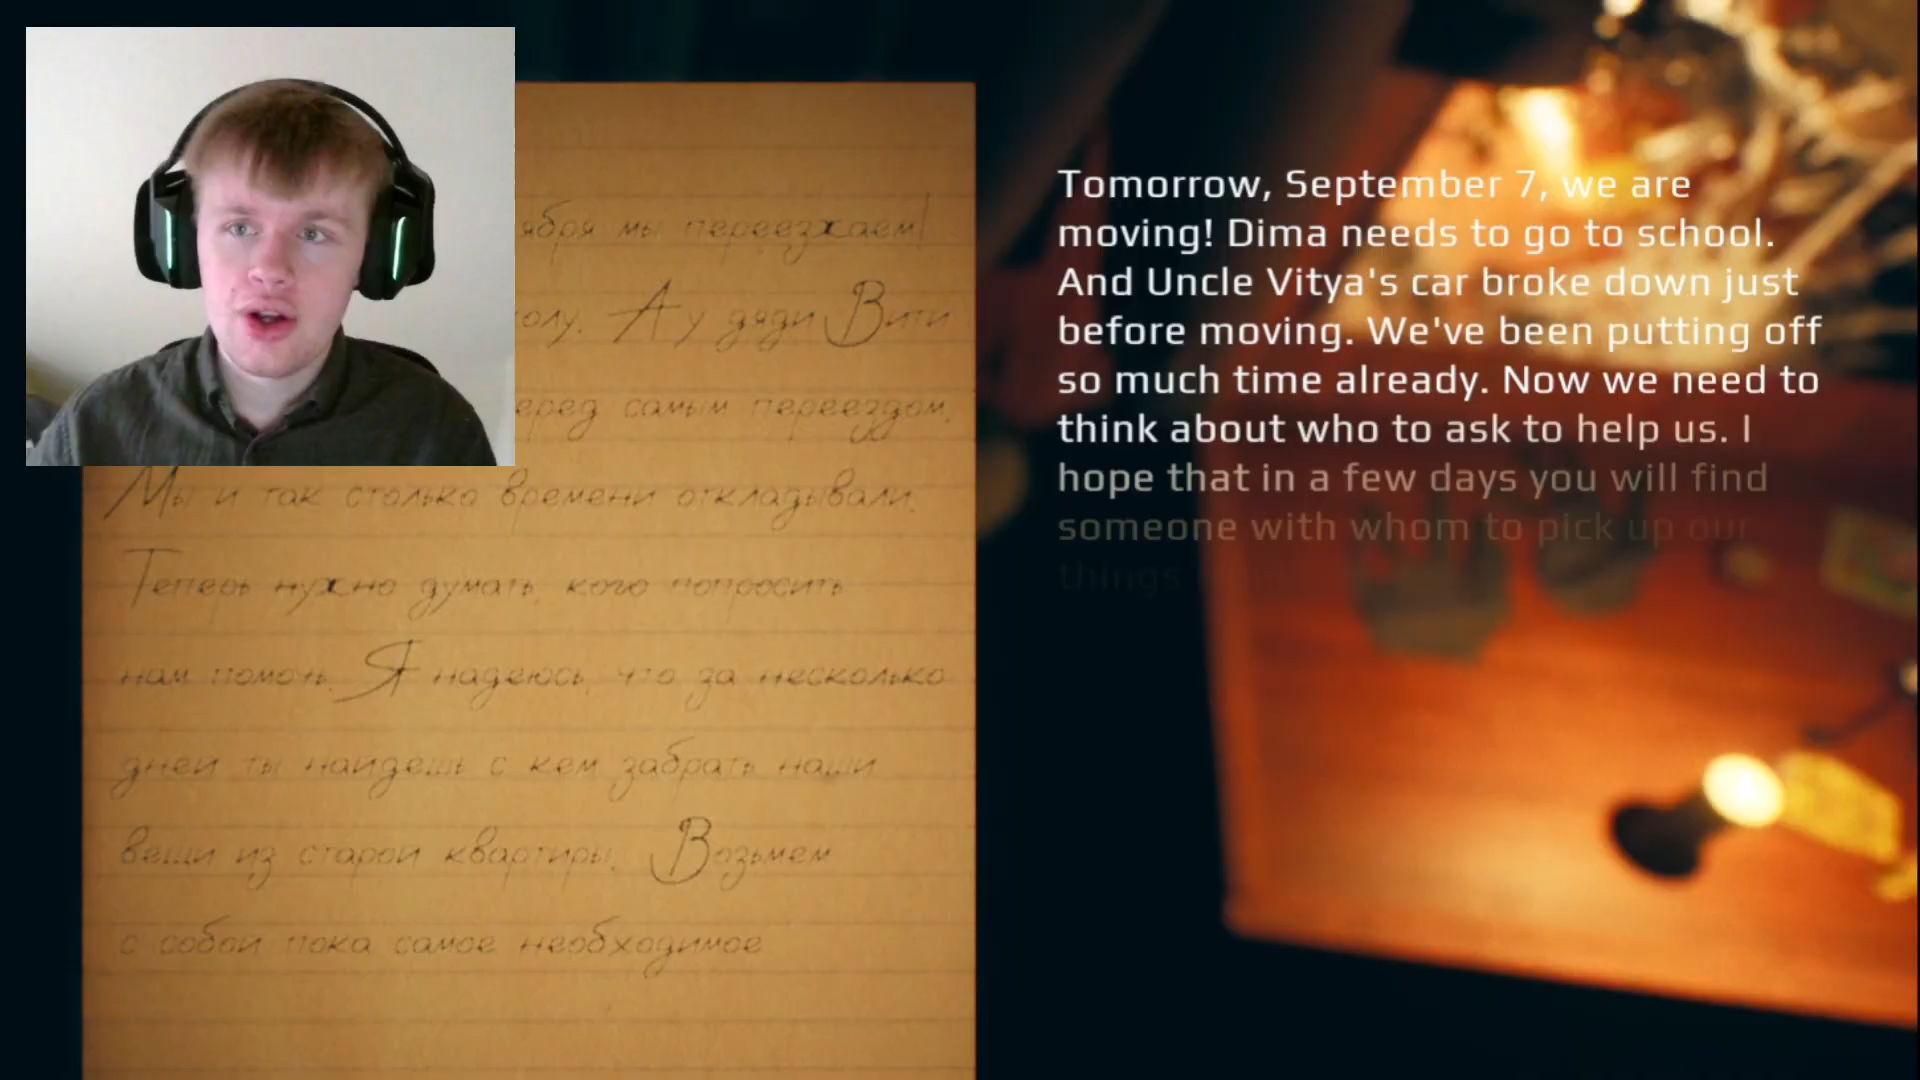 ября мы переезжаем!
олу. А у дяди Вити
еред самым переездом.
Мы и так столько времени откладывали.
Теперь нужно думать, кого попросить
нам помочь. Я надеюсь, что за несколько
дней ты найдешь с кем забрать наши
вещи из старой квартиры. Возьмем
с собой пока самое необходимое
Tomorrow, September 7, we are
moving! Dima needs to go to school.
And Uncle Vitya's car broke down just
before moving. We've been putting off
so much time already. Now we need to
think about who to ask to help us. I
hope that in a few days you will find
someone with whom to pick up our
things